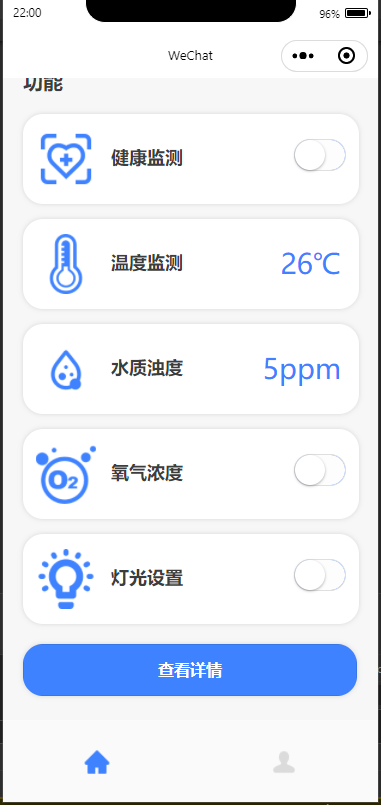 22:00
96%
WeChat
功能
健康监测
温度监测
26℃
水质浊度
5ppm
O2
氧气浓度
灯光设置
查看详情